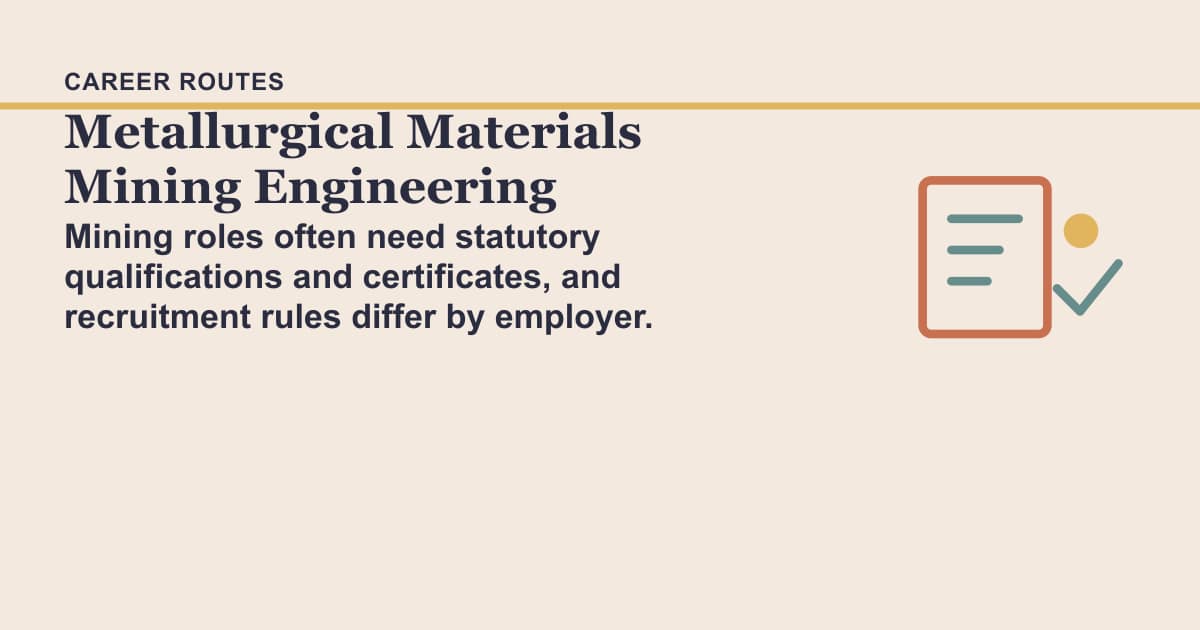 CAREER ROUTES
Metallurgical Materials
Mining Engineering
Mining roles often need statutory
qualifications and certificates, and
recruitment rules differ by employer.